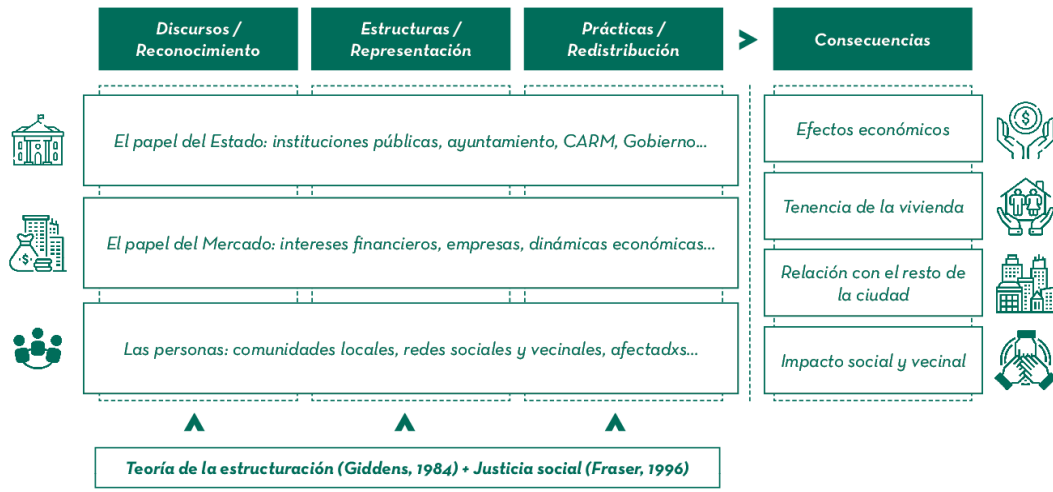 Discursos /
Reconocimiento
Estructuras /
Representación
Prácticas /
Redistribución
>
Consecuencias
El papel del Estado: instituciones públicas, ayuntamiento, CARM, Gobierno...
El papel del Mercado: intereses financieros, empresas, dinámicas económicas...
Las personas: comunidades locales, redes sociales y vecinales, afectadxs...
Efectos económicos
Tenencia de la vivienda
Relación con el resto de
la ciudad
Impacto social y vecinal
Teoría de la estructuración (Giddens, 1984) + Justicia social (Fraser, 1996)